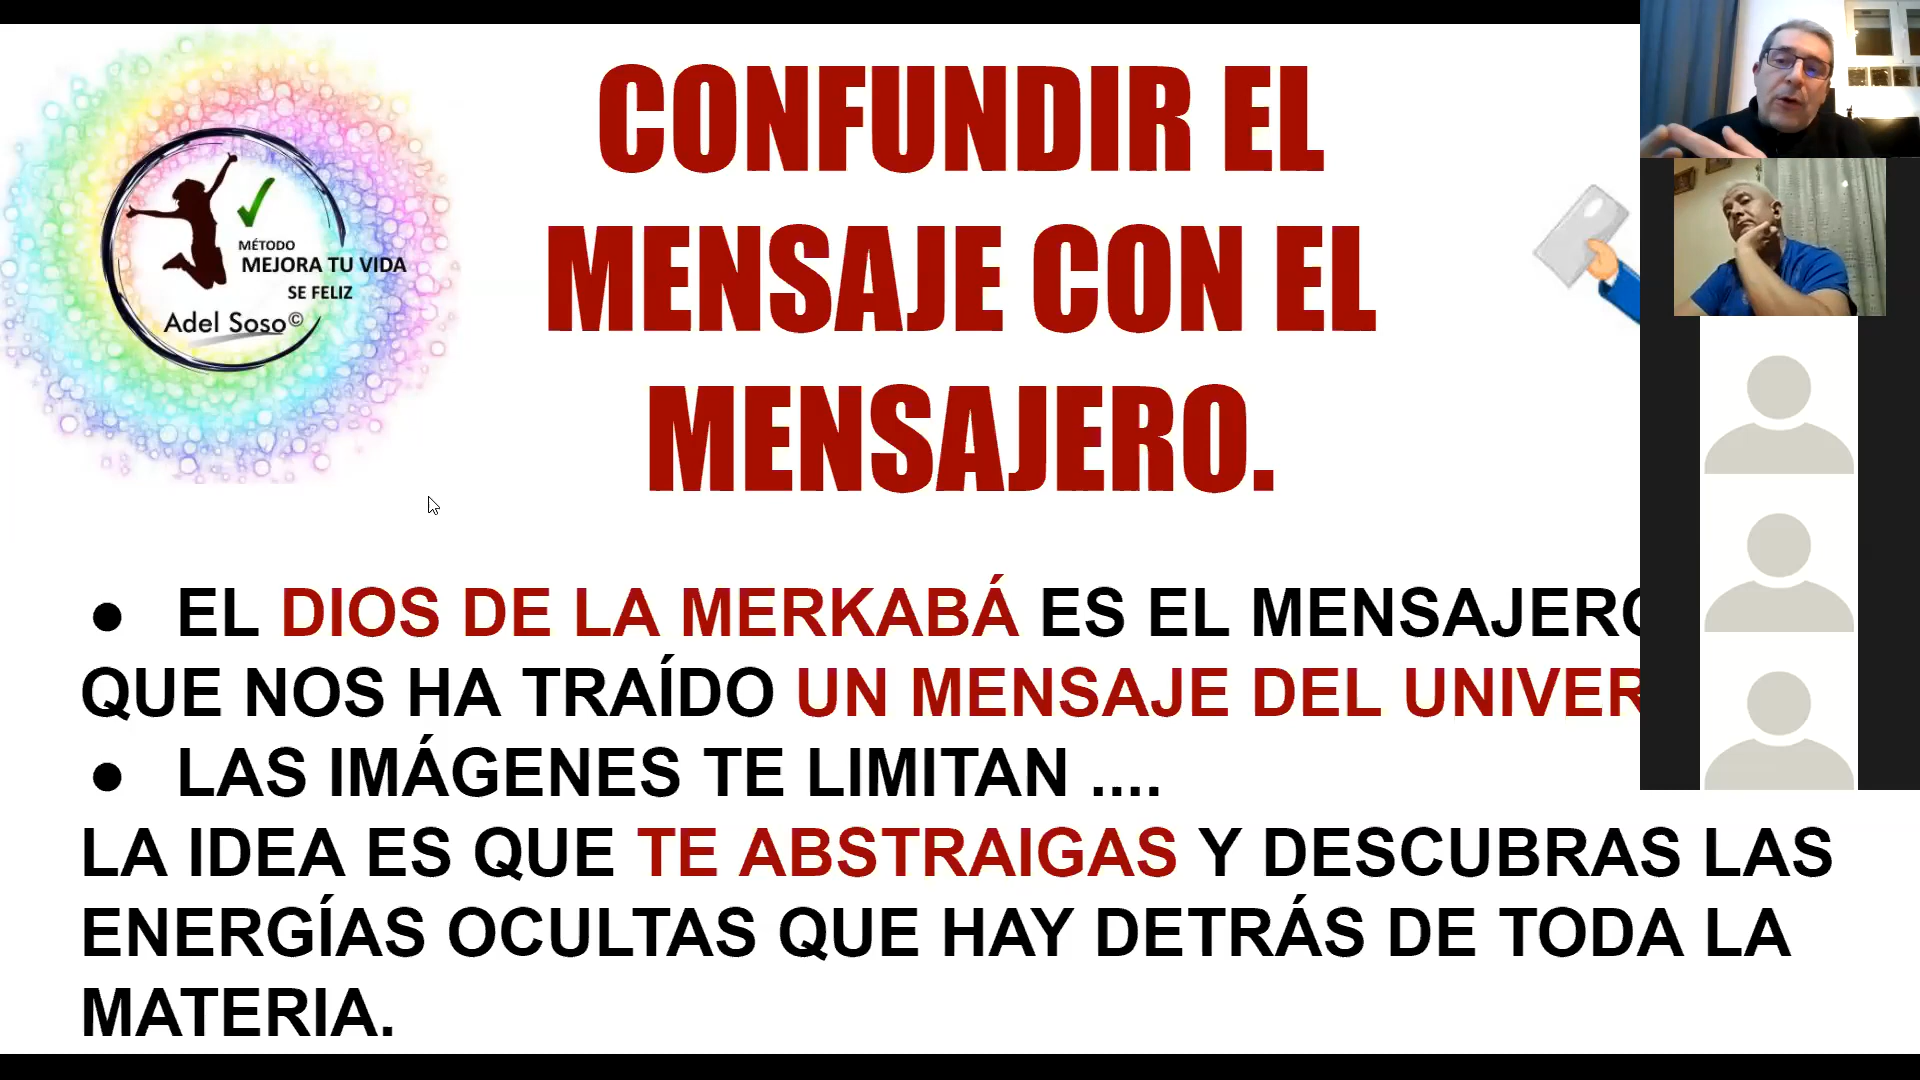 CONFUNDIR EL
MENSAJE CON EL
MENSAJERO.
MÉTODO
MEJORA TU VIDA
SE FELIZ
Adel Soso©
● EL DIOS DE LA MERKABÁ ES EL MENSAJERO
QUE NOS HA TRAÍDO UN MENSAJE DEL UNIVER
● LAS IMÁGENES TE LIMITAN ....
LA IDEA ES QUE TE ABSTRAIGAS Y DESCUBRAS LAS
ENERGÍAS OCULTAS QUE HAY DETRÁS DE TODA LA
MATERIA.